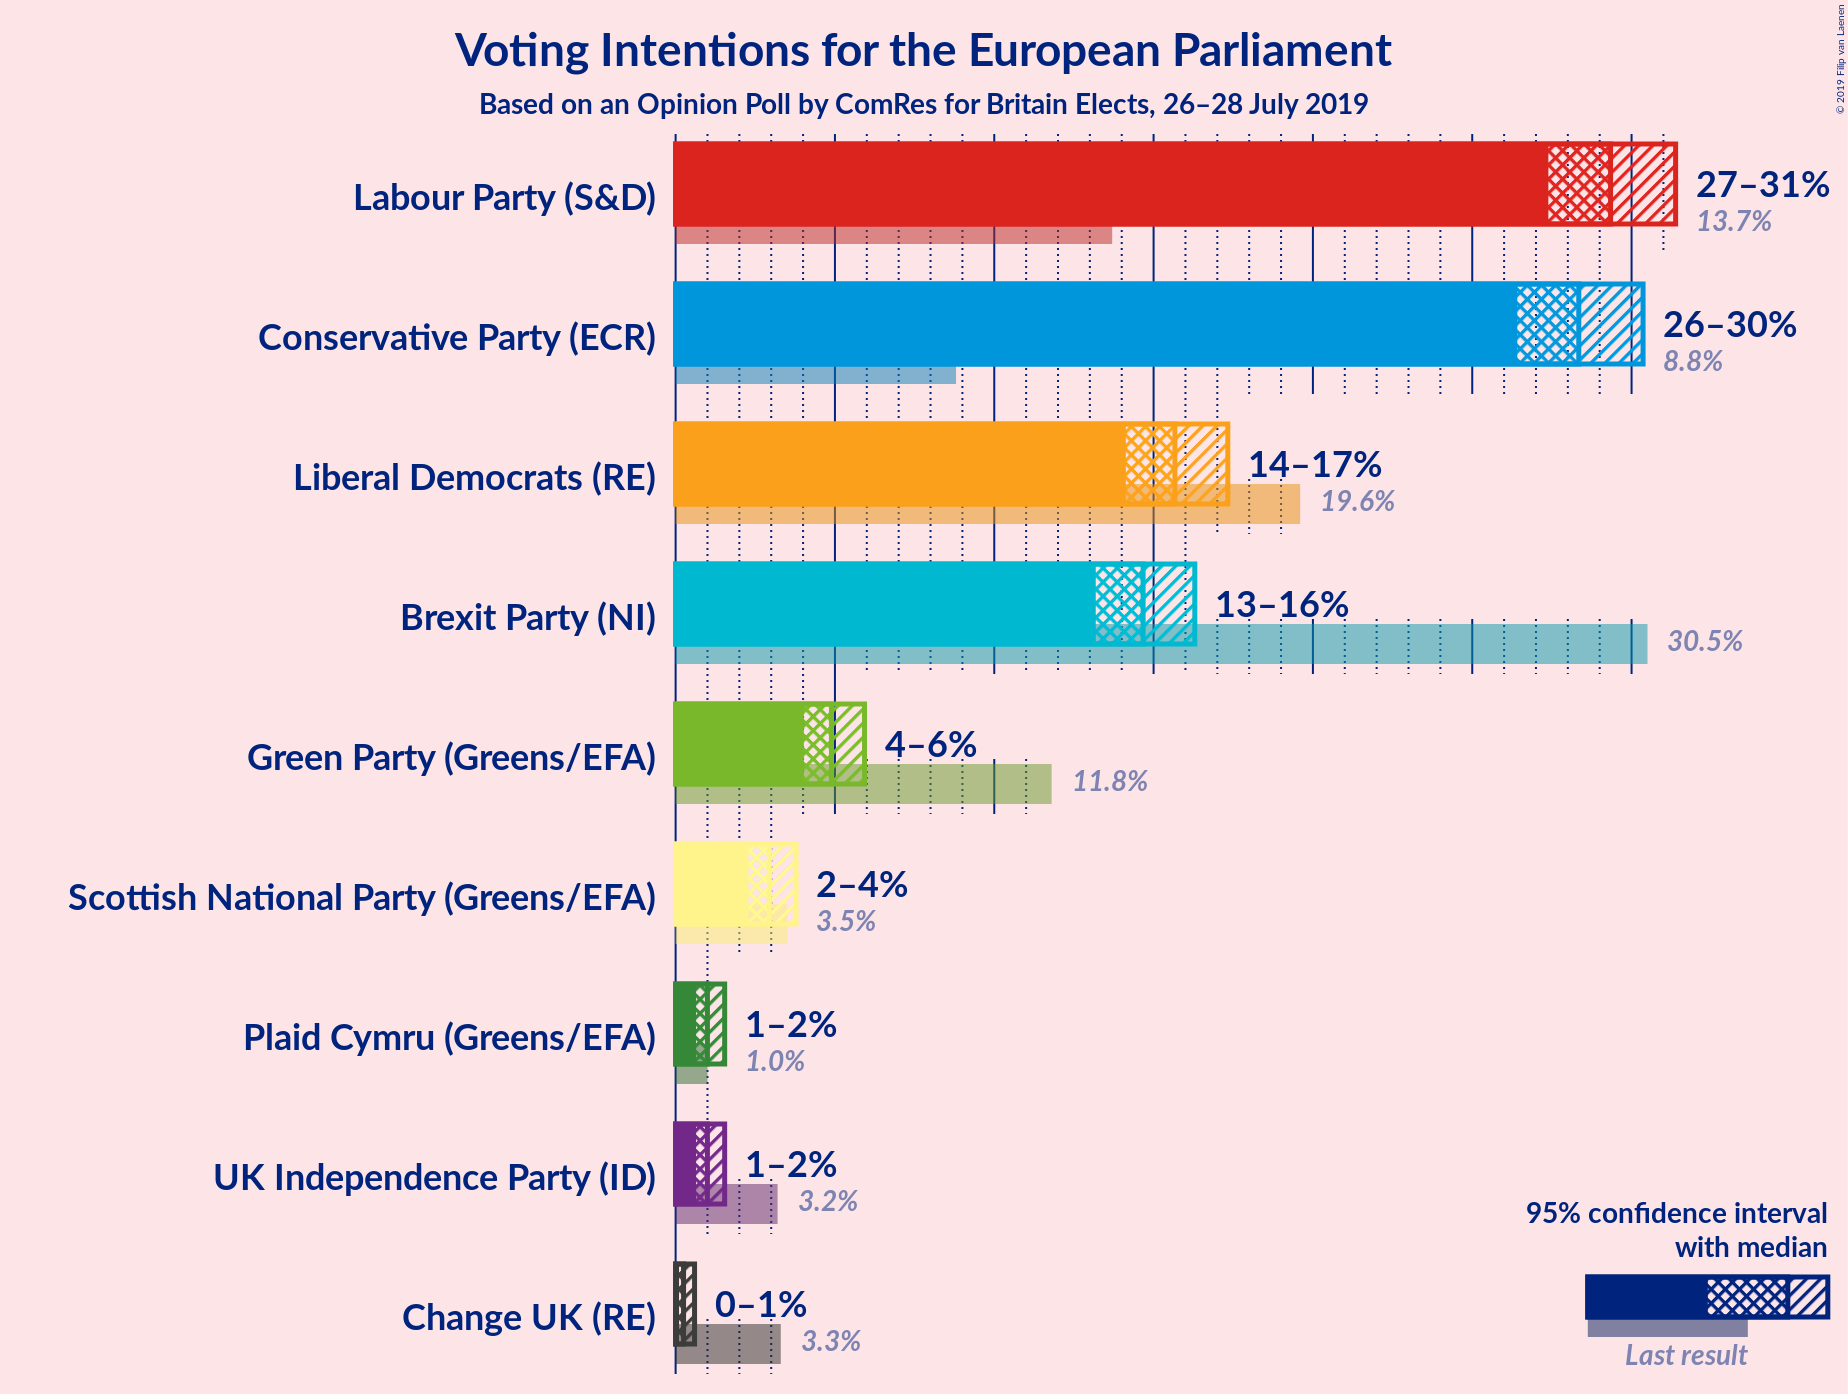 Voting Intentions for the European Parliament
Based on an Opinion Poll by ComRes for Britain Elects, 26–28 July 2019
© 2019 Filip van Laenen
Labour Party (S&D)
27–31%
13.7%
Conservative Party (ECR)
26–30%
8.8%
Liberal Democrats (RE)
14–17%
19.6%
Brexit Party (NI)
13–16%
30.5%
Green Party (Greens/EFA)
4–6%
11.8%
Scottish National Party (Greens/EFA)
2–4%
3.5%
Plaid Cymru (Greens/EFA)
1–2%
1.0%
UK Independence Party (ID)
1–2%
3.2%
Change UK (RE)
0–1%
3.3%
95% confidence interval
with median
Last result